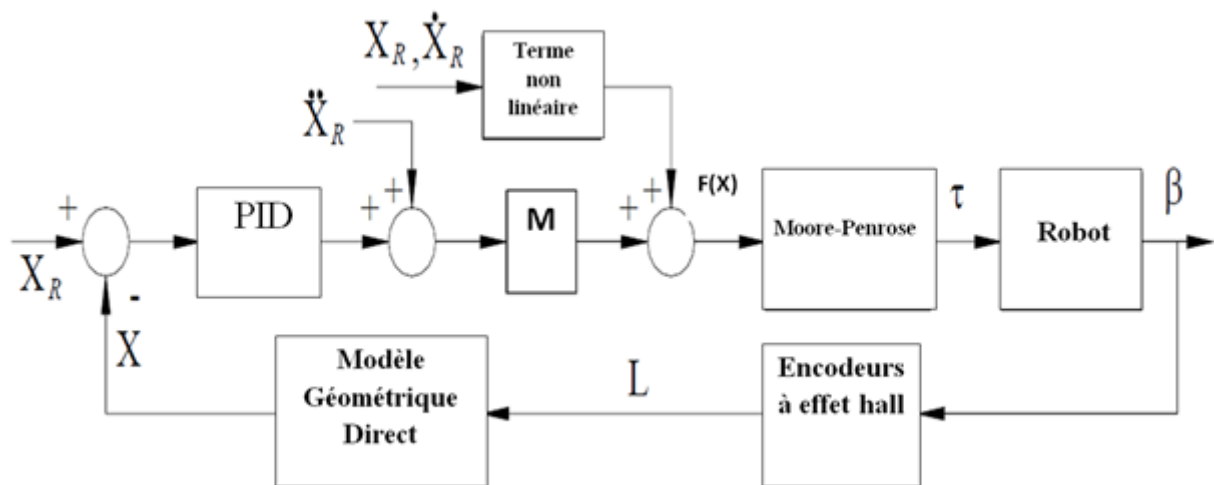 X_R, Ẋ_R
Terme
non
linéaire
Ẍ_R
+
PID
+
+
M
+
+
F(X)
Moore-Penrose
τ
Robot
β
X_R
-
X
Modèle
Géométrique
Direct
L
Encodeurs
à effet hall